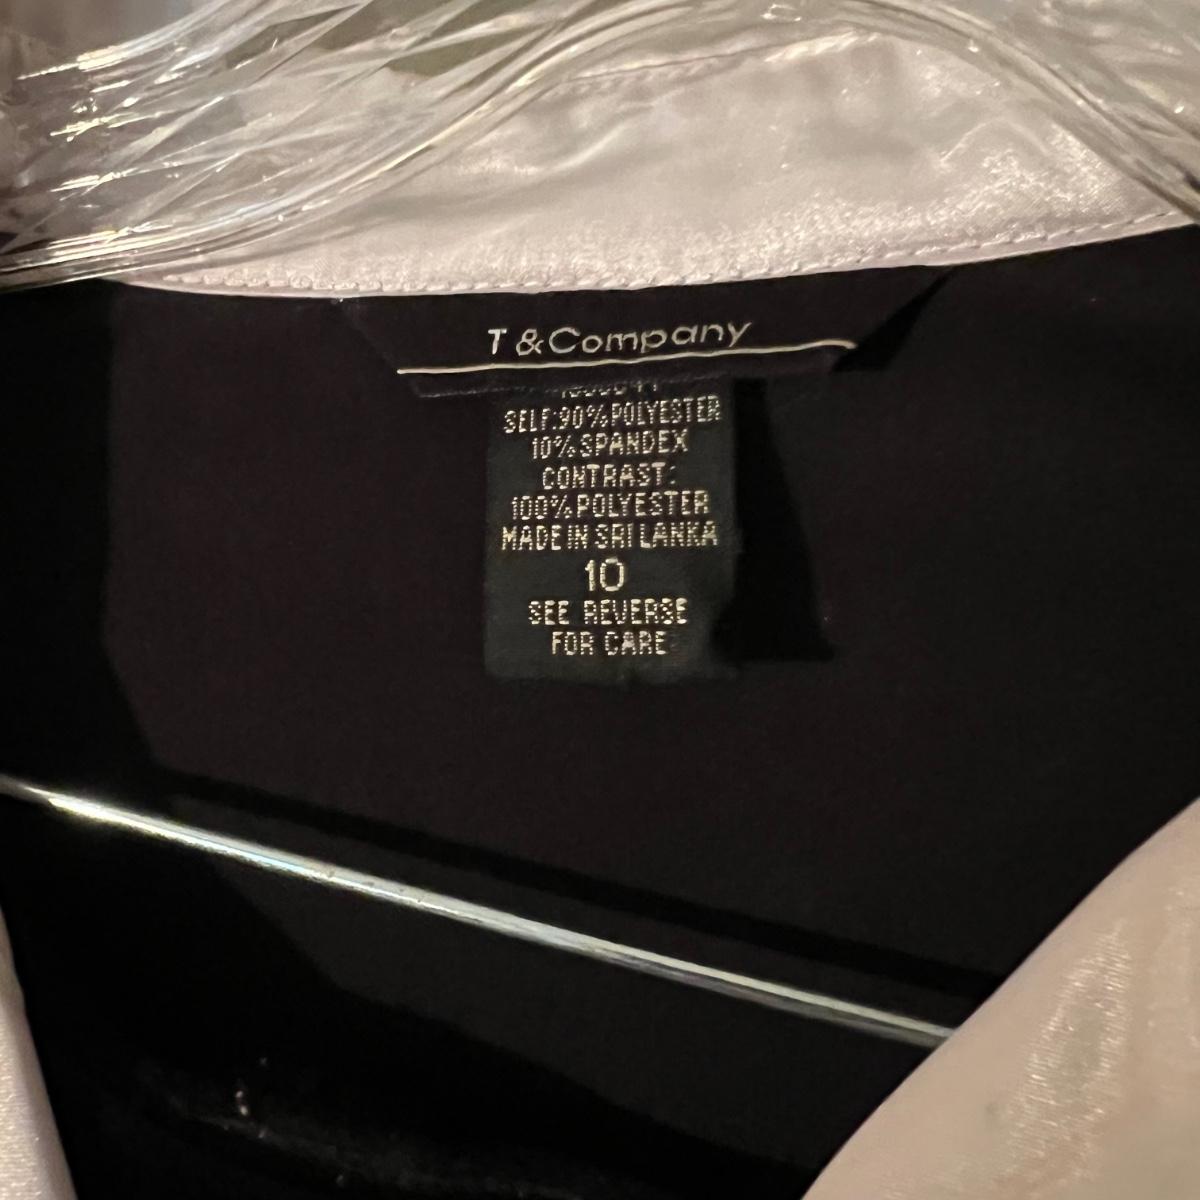 T & Company
SELF:90%POLYESTER
10%SPANDEX
CONTRAST:
100%POLYESTER
MADE IN SRI LANKA
10
SEE REVERSE
FOR CARE